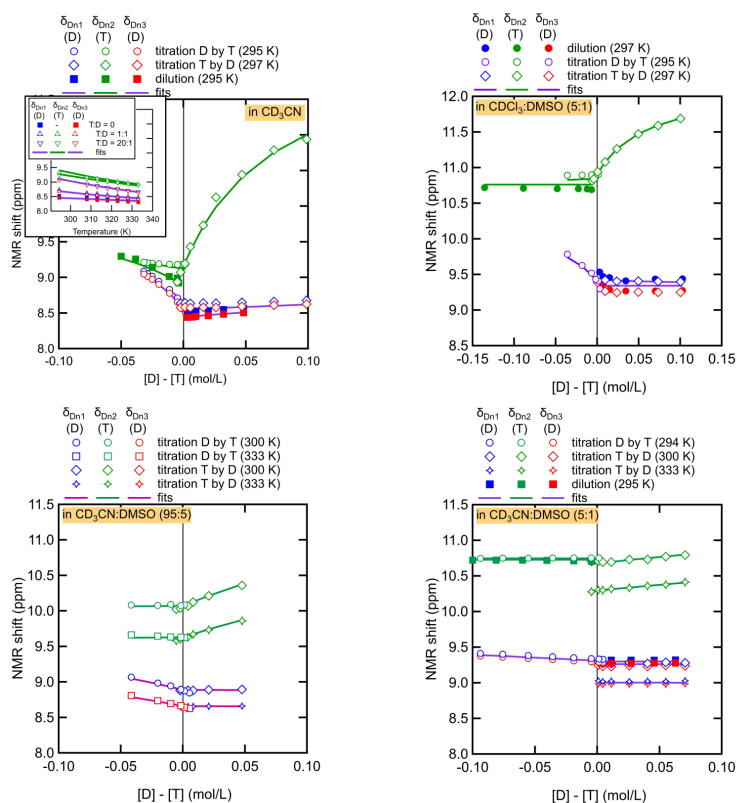 δDn1 δDn2 δDn3
(D) (T) (D)
titration D by T (295 K)
titration T by D (297 K)
dilution (295 K)
fits
in CD3CN
δDn1 δDn2 δDn3
(D) (T) (D)
- T:D = 0
T:D = 1:1
T:D = 20:1
fits
9.5
9.0
8.5
8.0
300 320 340
Temperature (K)
NMR shift (ppm)
9.5
9.0
8.5
8.0
-0.10 -0.05 0.00 0.05 0.10
[D] - [T] (mol/L)
δDn1 δDn2 δDn3
(D) (T) (D)
dilution (297 K)
titration D by T (295 K)
titration T by D (297 K)
fits
in CDCl3:DMSO (5:1)
NMR shift (ppm)
12.0
11.5
11.0
10.5
10.0
9.5
9.0
8.5
-0.15 -0.10 -0.05 0.00 0.05 0.10 0.15
[D] - [T] (mol/L)
δDn1 δDn2 δDn3
(D) (T) (D)
titration D by T (300 K)
titration D by T (333 K)
titration T by D (300 K)
titration T by D (333 K)
fits
in CD3CN:DMSO (95:5)
NMR shift (ppm)
11.5
11.0
10.5
10.0
9.5
9.0
8.5
8.0
-0.10 -0.05 0.00 0.05 0.10
[D] - [T] (mol/L)
δDn1 δDn2 δDn3
(D) (T) (D)
titration D by T (294 K)
titration T by D (300 K)
titration T by D (333 K)
dilution (295 K)
fits
in CD3CN:DMSO (5:1)
NMR shift (ppm)
11.5
11.0
10.5
10.0
9.5
9.0
8.5
8.0
-0.10 -0.05 0.00 0.05 0.10
[D] - [T] (mol/L)